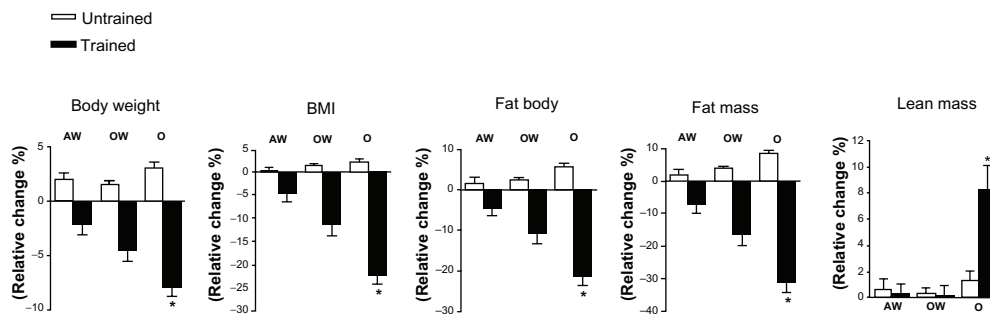 Untrained
Trained
Body weight
(Relative change %)
AW OW O
5
0
–5
–10
*
BMI
(Relative change %)
AW OW O
5
0
–5
–10
–15
–20
–25
–30
*
Fat body
(Relative change %)
AW OW O
10
0
–10
–20
–30
*
Fat mass
(Relative change %)
AW OW O
10
0
–10
–20
–30
–40
*
Lean mass
(Relative change %)
12
10
8
6
4
2
0
*
AW OW O